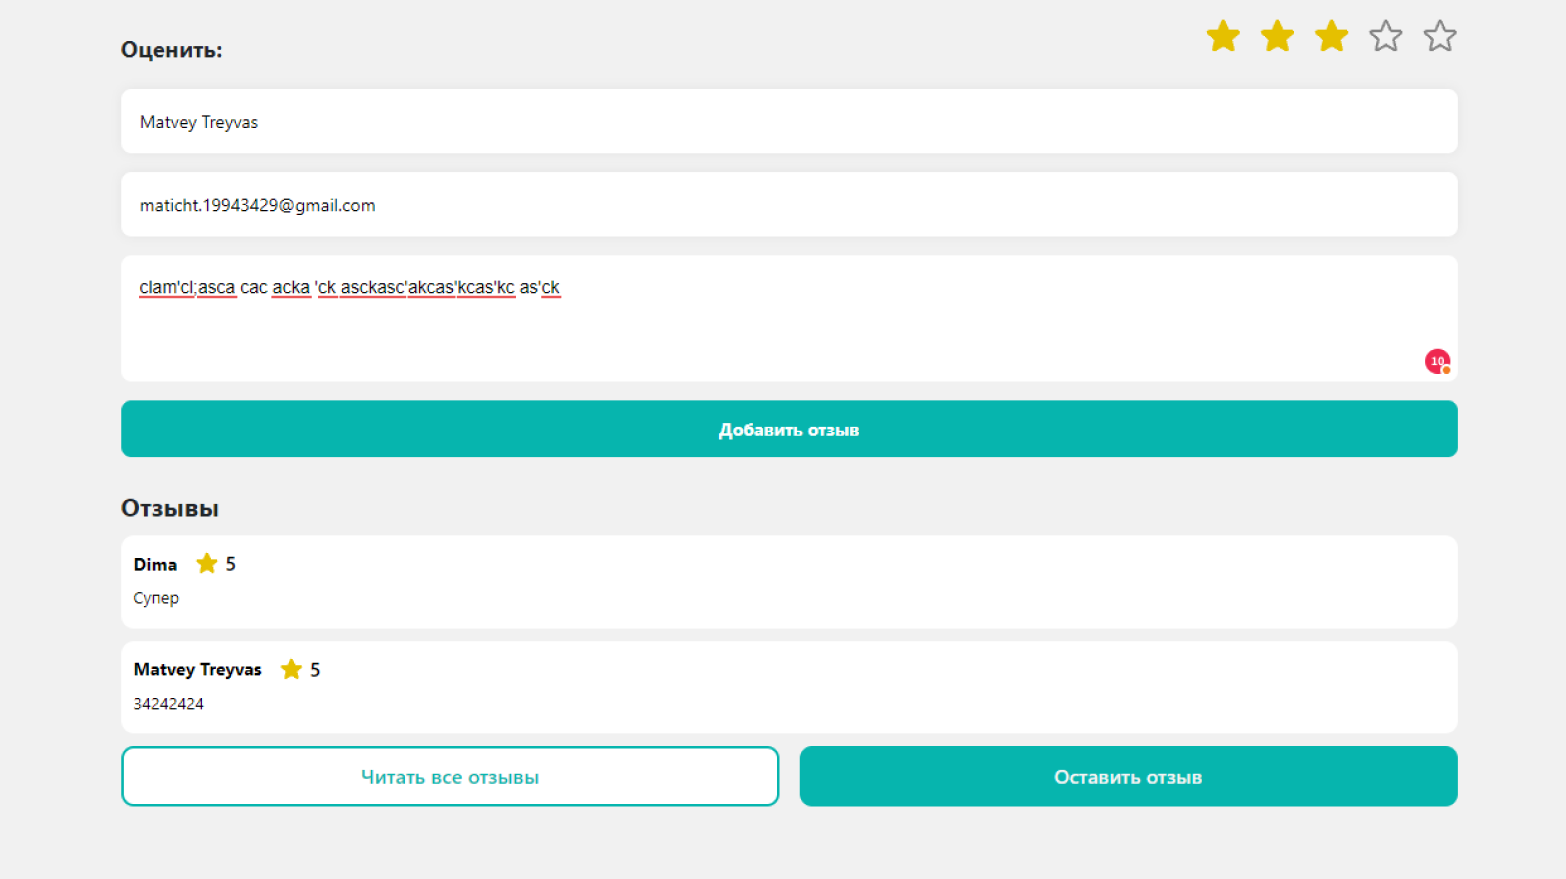 Оценить:
Matvey Treyvas
maticht.19943429@gmail.com
clam'cl;asca cac acka 'ck asckasc'akcas'kcas'kc as'ck
10
Добавить отзыв
Отзывы
Dima 5
Супер
Matvey Treyvas 5
34242424
Читать все отзывы
Оставить отзыв